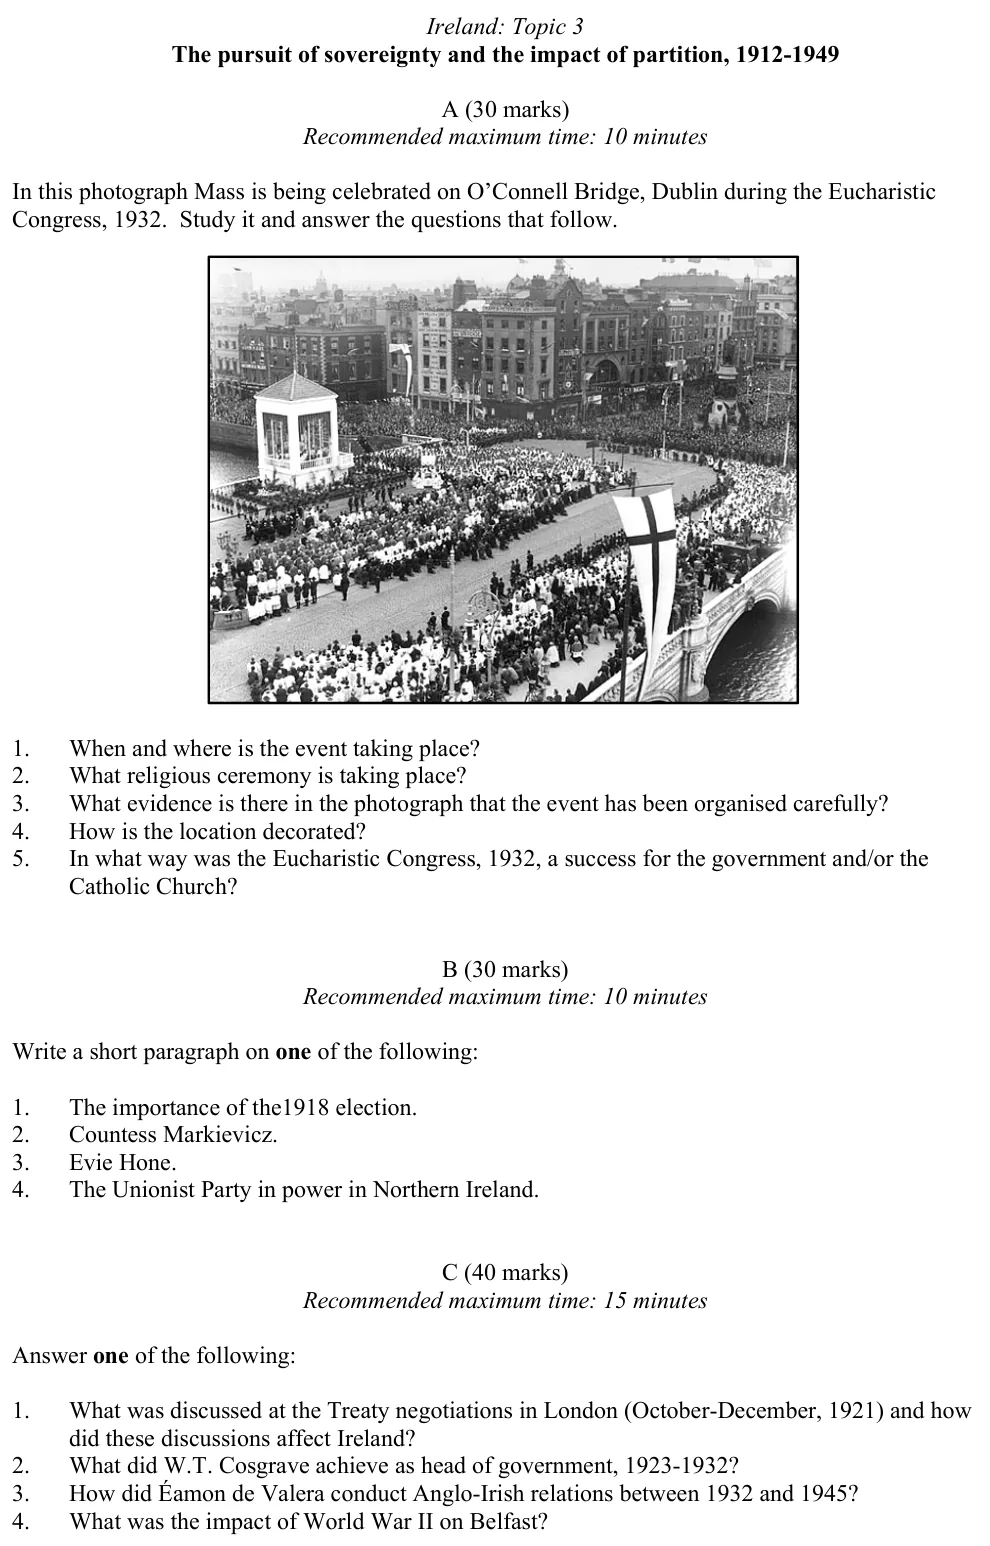 Ireland: Topic 3
The pursuit of sovereignty and the impact of partition, 1912-1949
A (30 marks)
Recommended maximum time: 10 minutes
In this photograph Mass is being celebrated on O’Connell Bridge, Dublin during the Eucharistic
Congress, 1932.  Study it and answer the questions that follow.
1. When and where is the event taking place?
2. What religious ceremony is taking place?
3. What evidence is there in the photograph that the event has been organised carefully?
4. How is the location decorated?
5. In what way was the Eucharistic Congress, 1932, a success for the government and/or the
Catholic Church?
B (30 marks)
Recommended maximum time: 10 minutes
Write a short paragraph on one of the following:
1. The importance of the1918 election.
2. Countess Markievicz.
3. Evie Hone.
4. The Unionist Party in power in Northern Ireland.
C (40 marks)
Recommended maximum time: 15 minutes
Answer one of the following:
1. What was discussed at the Treaty negotiations in London (October-December, 1921) and how
did these discussions affect Ireland?
2. What did W.T. Cosgrave achieve as head of government, 1923-1932?
3. How did Éamon de Valera conduct Anglo-Irish relations between 1932 and 1945?
4. What was the impact of World War II on Belfast?